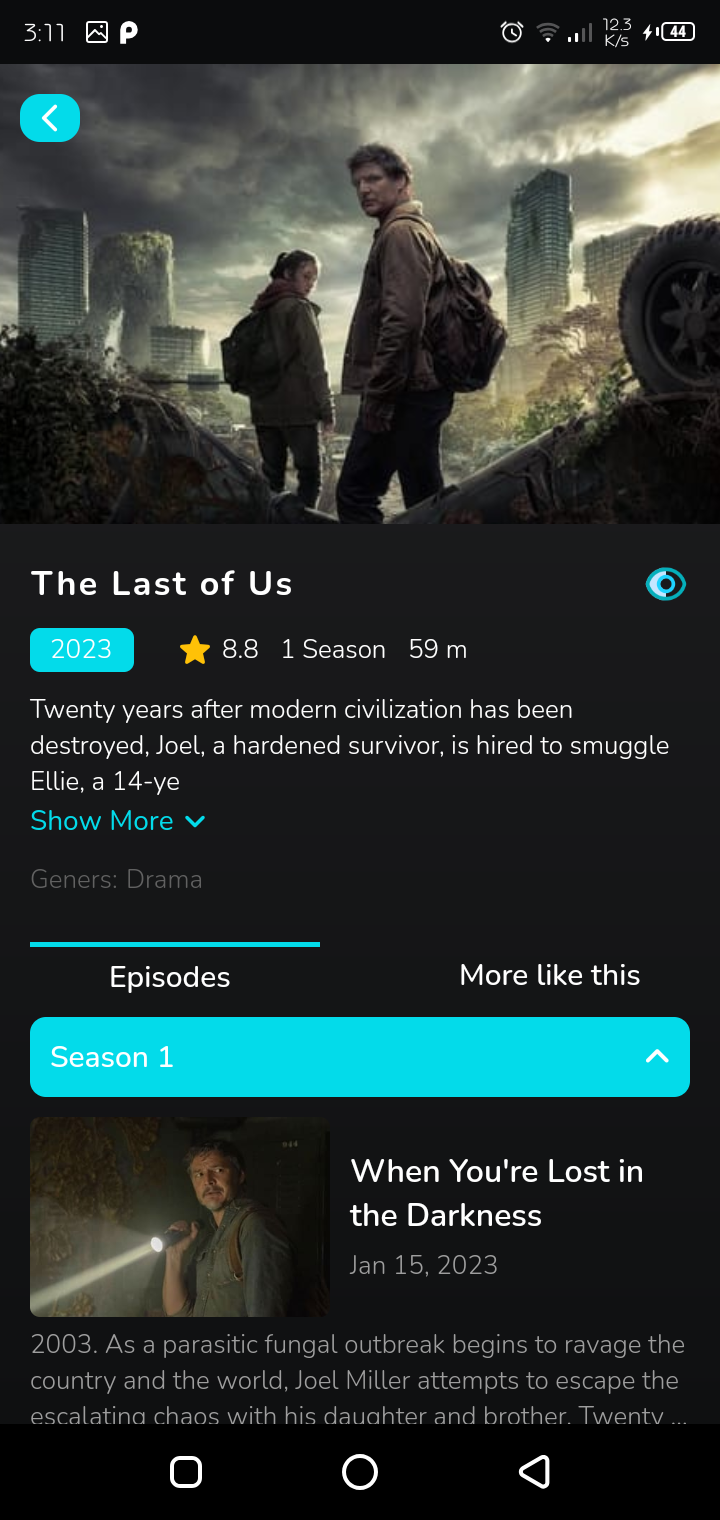 3:11
12.3
K/s
44
The Last of Us
2023
8.8 1 Season 59 m
Twenty years after modern civilization has been
destroyed, Joel, a hardened survivor, is hired to smuggle
Ellie, a 14-ye
Show More
Geners: Drama
Episodes
More like this
Season 1
When You're Lost in
the Darkness
Jan 15, 2023
2003. As a parasitic fungal outbreak begins to ravage the
country and the world, Joel Miller attempts to escape the
escalating chaos with his daughter and brother. Twenty ...